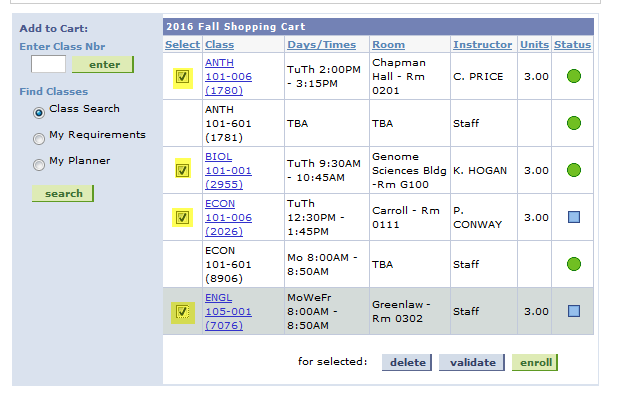 2016 Fall Shopping Cart
Add to Cart:
Enter Class Nbr
enter
Find Classes
Class Search
My Requirements
My Planner
search
Select Class Days/Times Room Instructor Units Status
ANTH
101-006
(1780)
TuTh 2:00PM
- 3:15PM
Chapman
Hall - Rm
0201
C. PRICE
3.00
ANTH
101-601
(1781)
TBA
TBA
Staff
BIOL
101-001
(2955)
TuTh 9:30AM
- 10:45AM
Genome
Sciences Bldg
-Rm G100
K. HOGAN
3.00
ECON
101-006
(2026)
TuTh
12:30PM -
1:45PM
Carroll - Rm
0111
P.
CONWAY
3.00
ECON
101-601
(8906)
Mo 8:00AM -
8:50AM
TBA
Staff
ENGL
105-001
(7076)
MoWeFr
8:00AM -
8:50AM
Greenlaw -
Rm 0302
Staff
3.00
for selected: delete validate enroll